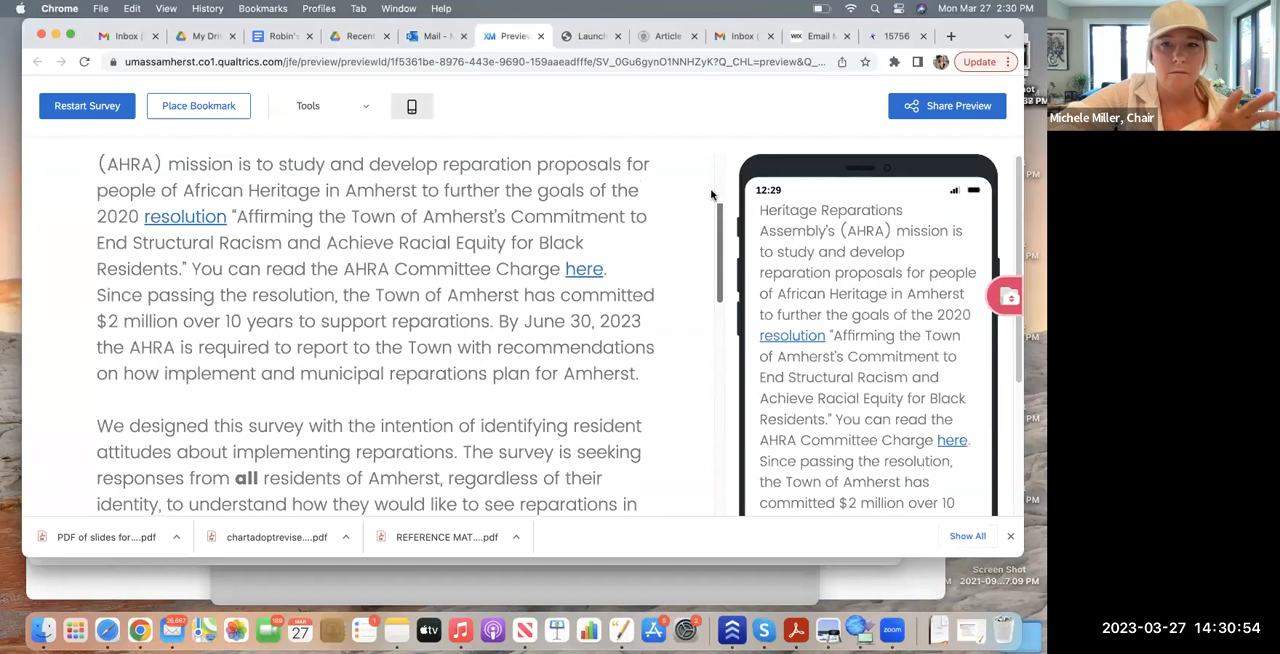 Chrome File Edit View History Bookmarks Profiles Tab Window Help Mon Mar 27 2:30 PM
Inbox ( My Dri Robin's Recent Mail - Preview Launch Article Inbox ( Email 15756
umassamherst.co1.qualtrics.com/jfe/preview/previewId/1f5361be-8976-443e-9690-159aaeadfffe/SV_0Gu6gynO1NNHZyK?Q_CHL=preview&Q_... Update
Restart Survey Place Bookmark Tools Share Preview
(AHRA) mission is to study and develop reparation proposals for
people of African Heritage in Amherst to further the goals of the
2020 resolution “Affirming the Town of Amherst's Commitment to
End Structural Racism and Achieve Racial Equity for Black
Residents.” You can read the AHRA Committee Charge here.
Since passing the resolution, the Town of Amherst has committed
$2 million over 10 years to support reparations. By June 30, 2023
the AHRA is required to report to the Town with recommendations
on how implement and municipal reparations plan for Amherst.
We designed this survey with the intention of identifying resident
attitudes about implementing reparations. The survey is seeking
responses from all residents of Amherst, regardless of their
identity, to understand how they would like to see reparations in
12:29
Heritage Reparations
Assembly's (AHRA) mission is
to study and develop
reparation proposals for people
of African Heritage in Amherst
to further the goals of the 2020
resolution “Affirming the Town
of Amherst's Commitment to
End Structural Racism and
Achieve Racial Equity for Black
Residents.” You can read the
AHRA Committee Charge here.
Since passing the resolution,
the Town of Amherst has
committed $2 million over 10
PDF of slides for....pdf chartadoptrevise....pdf REFERENCE MAT....pdf Show All
Screen Shot
2021-09...7.09 PM
Michele Miller, Chair
2023-03-27 14:30:54